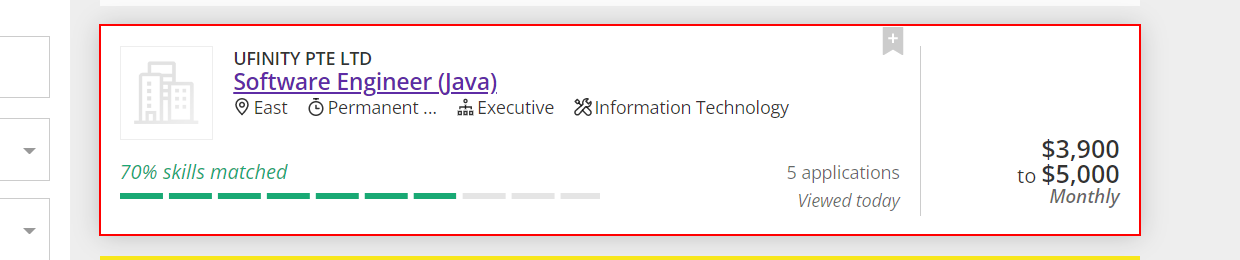 UFINITY PTE LTD
Software Engineer (Java)
East Permanent ... Executive Information Technology
70% skills matched
5 applications
Viewed today
$3,900
to $5,000
Monthly